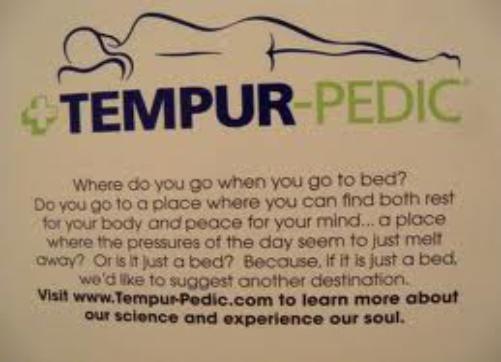 TEMPUR-PEDIC®
Where do you go when you go to bed?
Do you go to a place where you can find both rest
for your body and peace for your mind... a place
where the pressures of the day seem to just melt
away? Or is it just a bed? Because, if it is just a bed,
we'd like to suggest another destination.
Visit www.Tempur-Pedic.com to learn more about
our science and experience our soul.